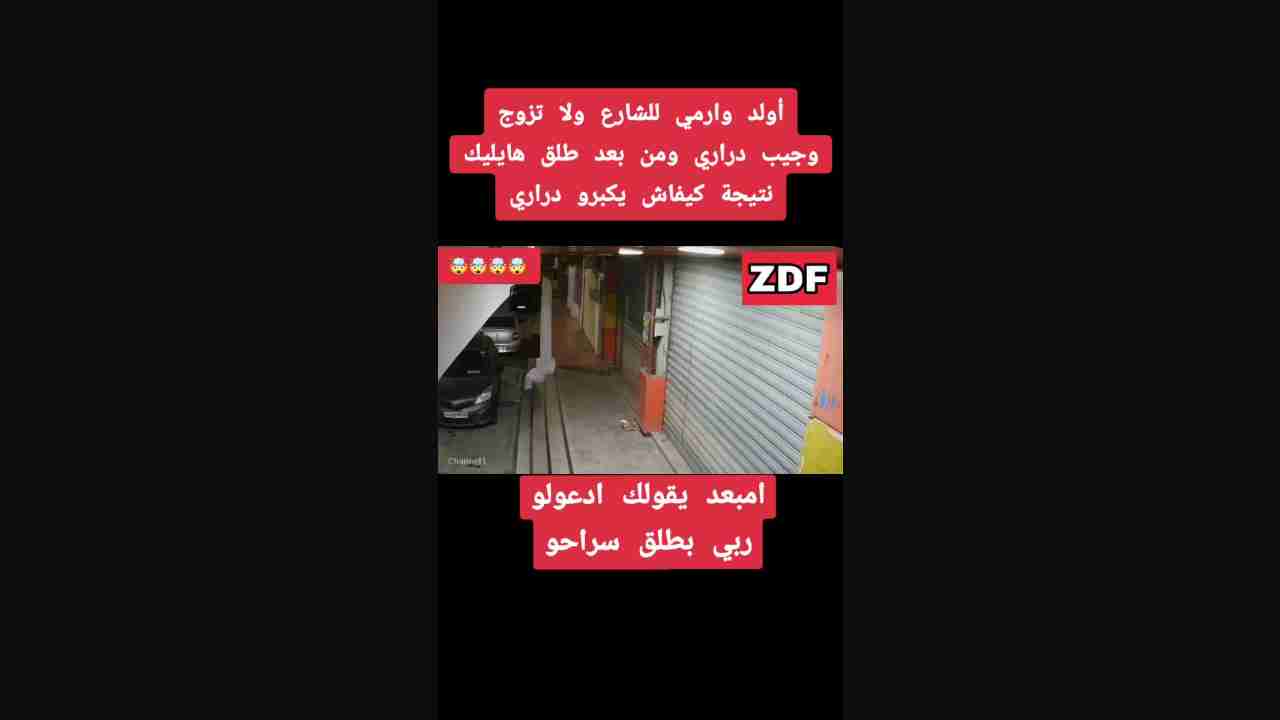 أولد وارمي للشارع ولا تزوج
وجيب دراري ومن بعد طلق هايليك
نتيجة كيفاش يكبرو دراري
🤯🤯🤯🤯
ZDF
Channel1
امبعد يقولك ادعولو
ربي بطلق سراحو